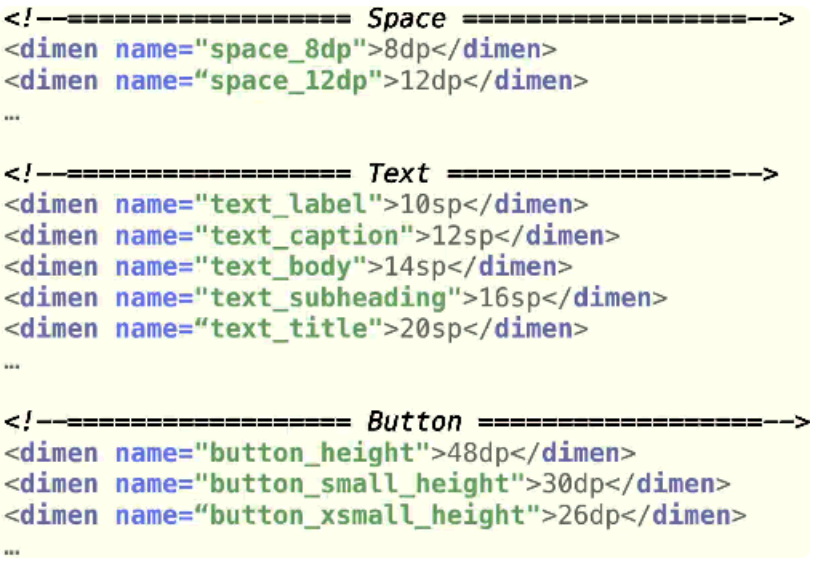 <!--================== Space ==================-->
<dimen name="space_8dp">8dp</dimen>
<dimen name=“space_12dp">12dp</dimen>
…
<!--================== Text ==================-->
<dimen name="text_label">10sp</dimen>
<dimen name="text_caption">12sp</dimen>
<dimen name="text_body">14sp</dimen>
<dimen name="text_subheading">16sp</dimen>
<dimen name=“text_title">20sp</dimen>
…
<!--================== Button ==================-->
<dimen name="button_height">48dp</dimen>
<dimen name="button_small_height">30dp</dimen>
<dimen name=“button_xsmall_height">26dp</dimen>
…